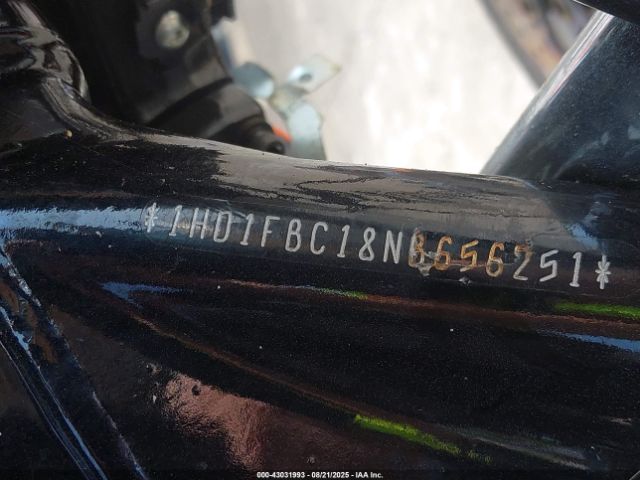 *1HD1FBC18NB656251*
000-43031993 - 08/21/2025 - IAA Inc.